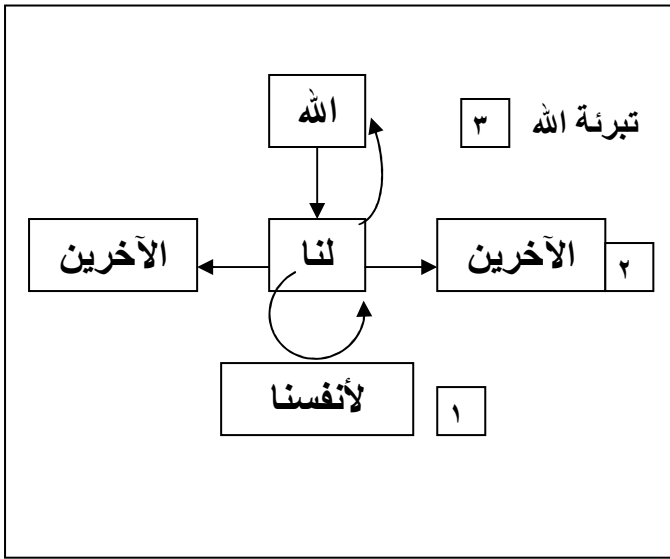 الله
تبرئة الله ٣
الآخرين
لنا
الآخرين ٢
لأنفسنا ١